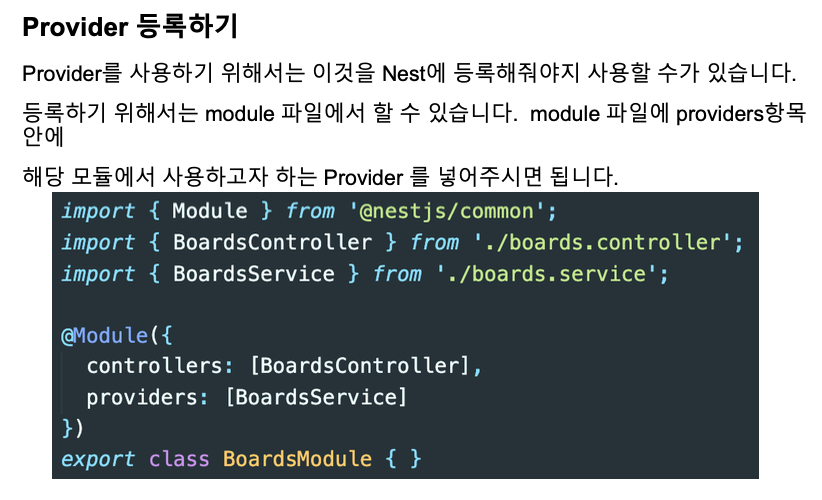 Provider 등록하기
Provider를 사용하기 위해서는 이것을 Nest에 등록해줘야지 사용할 수가 있습니다.
등록하기 위해서는 module 파일에서 할 수 있습니다.  module 파일에 providers항목
안에
해당 모듈에서 사용하고자 하는 Provider 를 넣어주시면 됩니다.
import { Module } from '@nestjs/common';
import { BoardsController } from './boards.controller';
import { BoardsService } from './boards.service';

@Module({
  controllers: [BoardsController],
  providers: [BoardsService]
})
export class BoardsModule { }